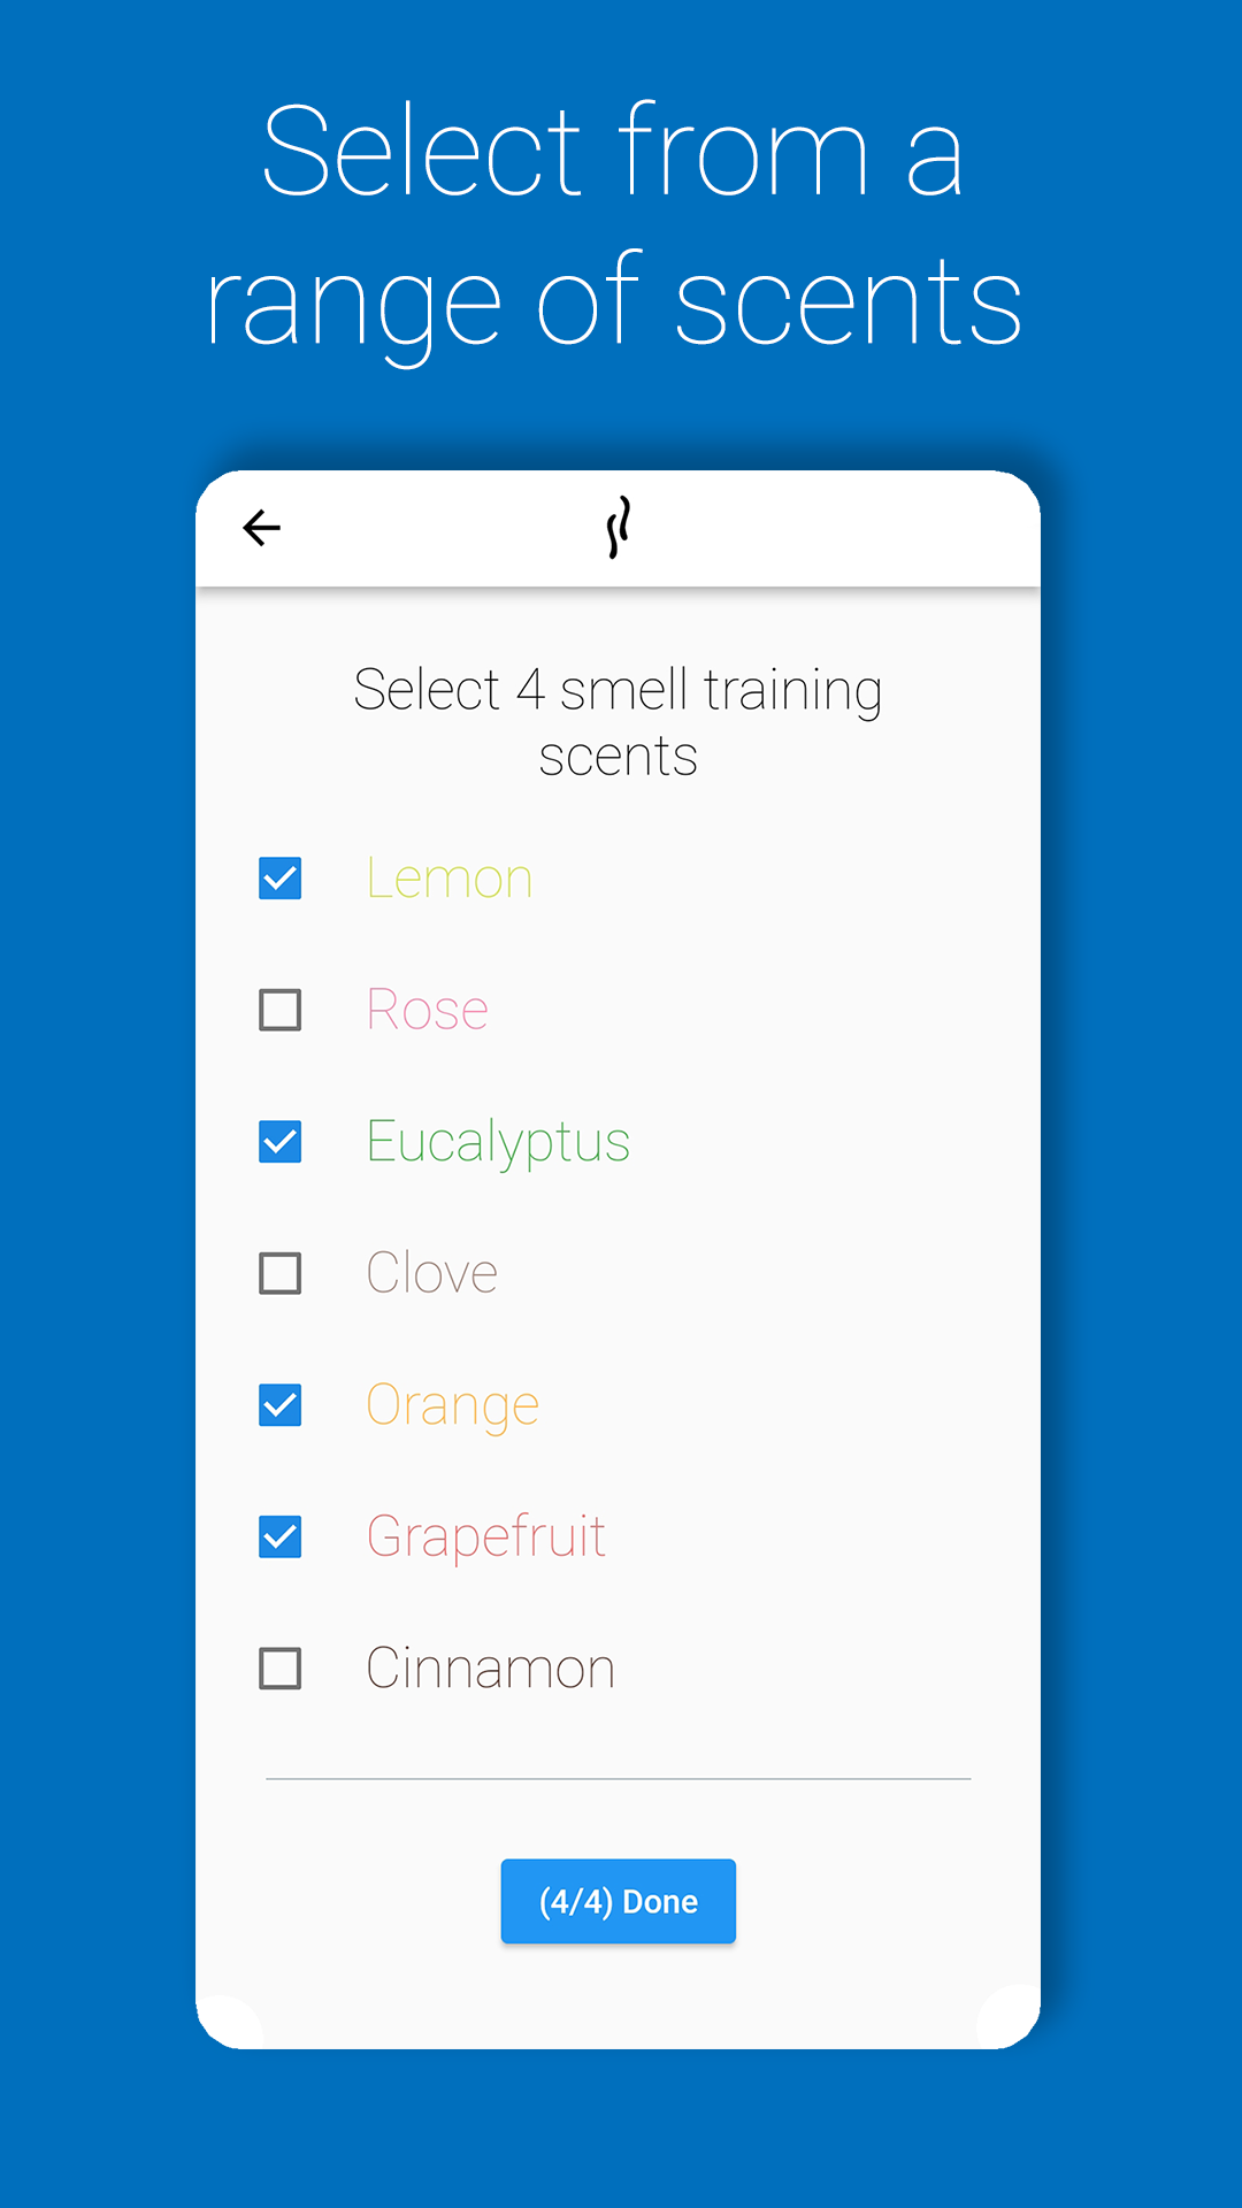 Select from a
range of scents
Select 4 smell training
scents
Lemon
Rose
Eucalyptus
Clove
Orange
Grapefruit
Cinnamon
(4/4) Done